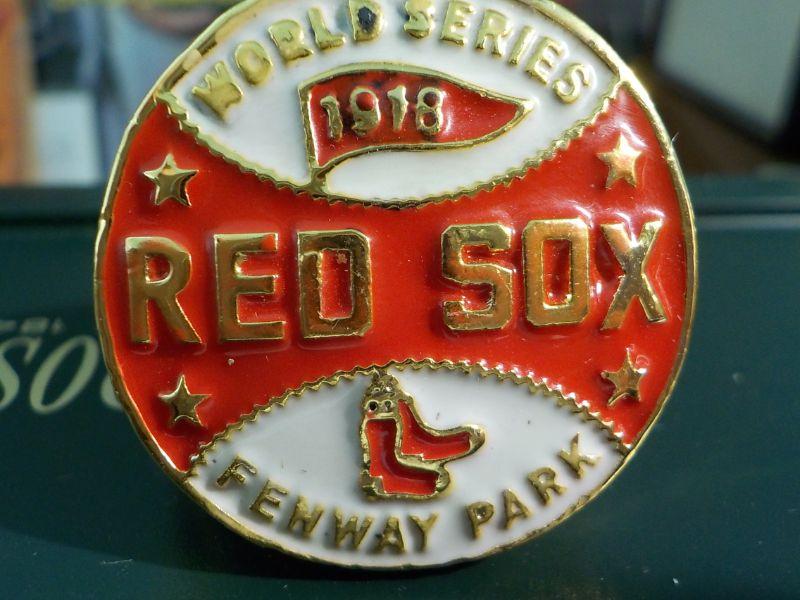 WORLD SERIES
1918
RED SOX
FENWAY PARK